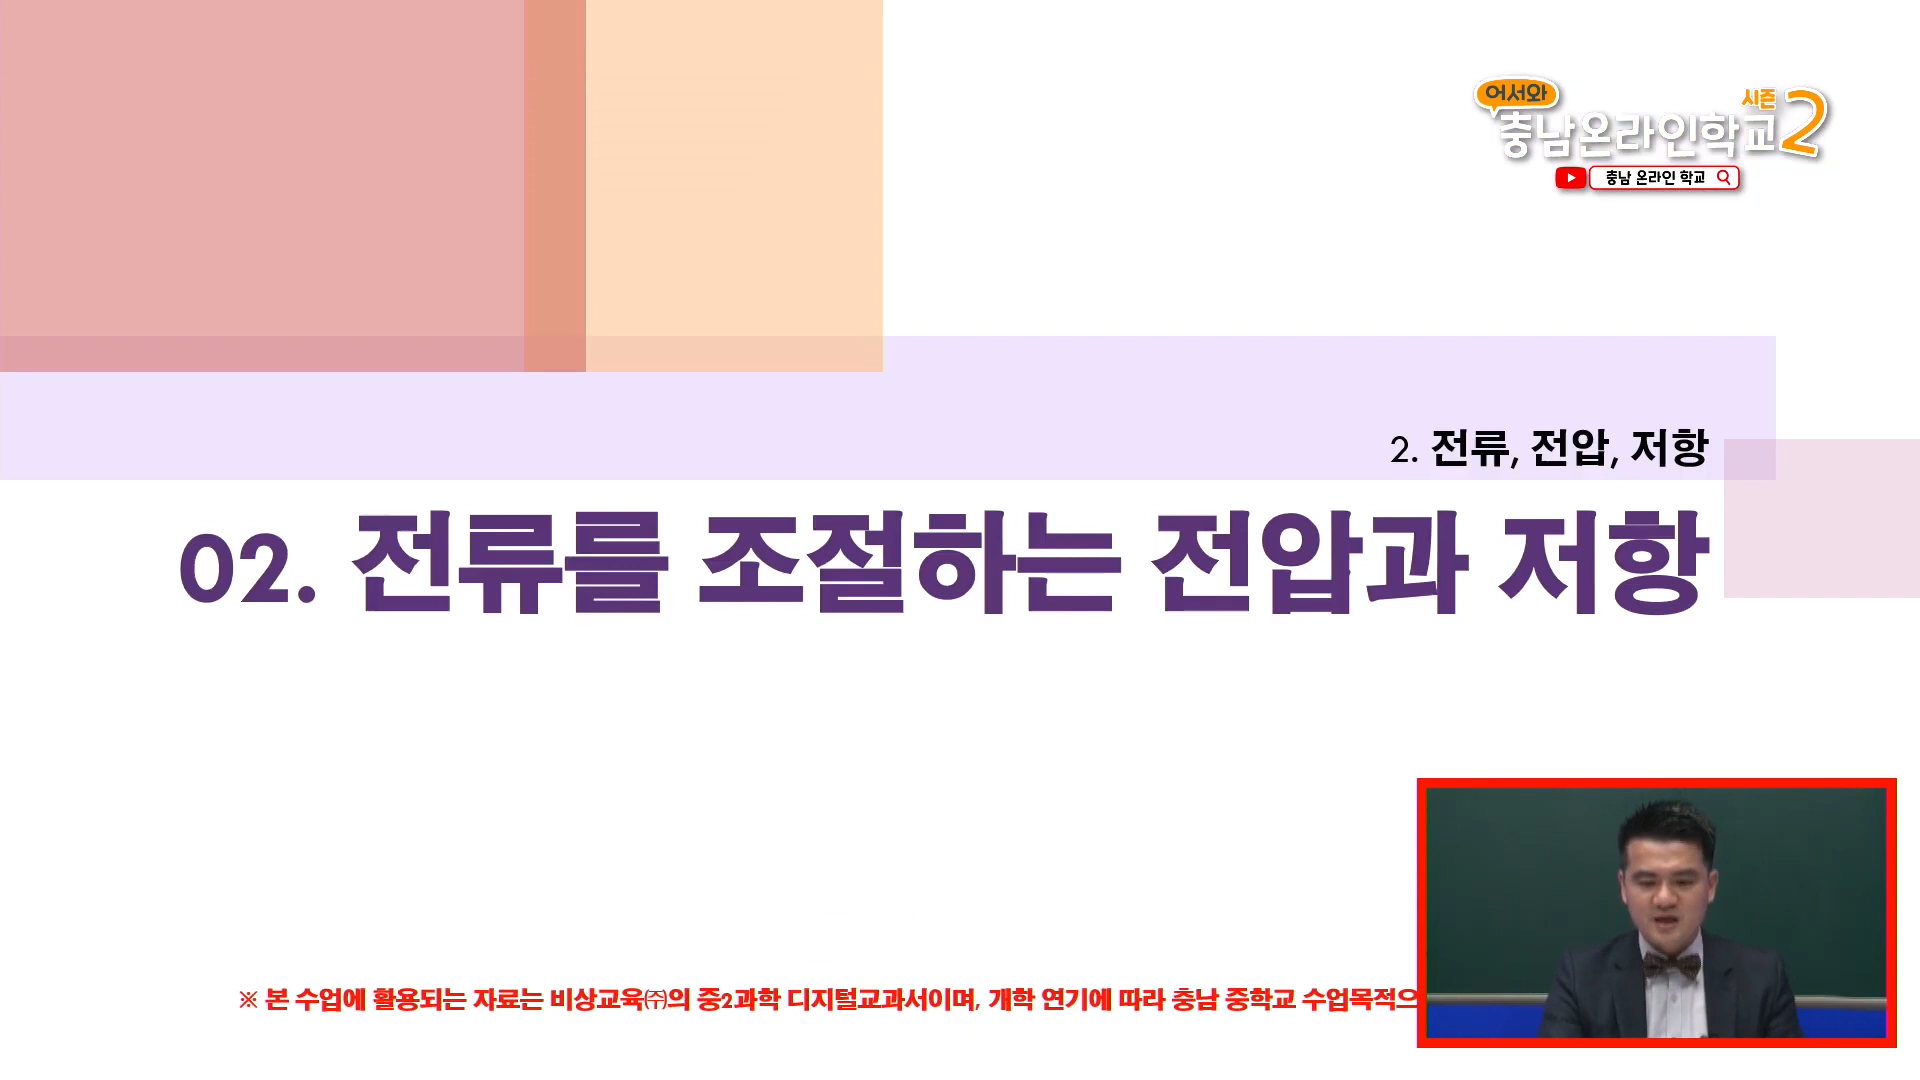 어서와
시즌
충남온라인학교2
충남 온라인 학교
2. 전류, 전압, 저항
02. 전류를 조절하는 전압과 저항
※ 본 수업에 활용되는 자료는 비상교육㈜의 중2과학 디지털교과서이며, 개학 연기에 따라 충남 중학교 수업목적으